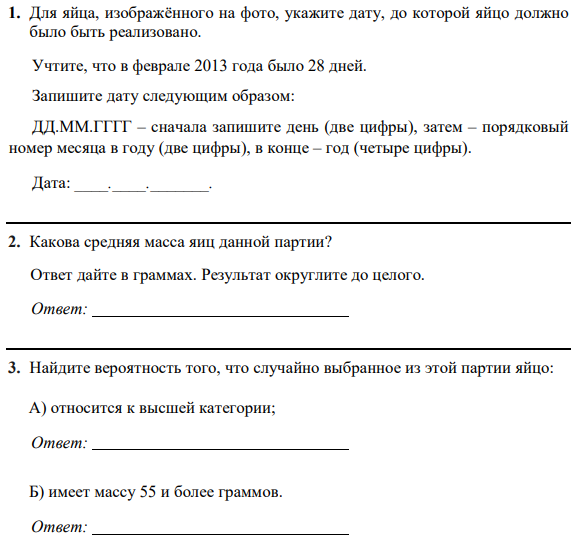 1. Для яйца, изображённого на фото, укажите дату, до которой яйцо должно
было быть реализовано.
Учтите, что в феврале 2013 года было 28 дней.
Запишите дату следующим образом:
ДД.ММ.ГГГГ – сначала запишите день (две цифры), затем – порядковый
номер месяца в году (две цифры), в конце – год (четыре цифры).
Дата: ____.____._______.
2. Какова средняя масса яиц данной партии?
Ответ дайте в граммах. Результат округлите до целого.
Ответ: ______________________________
3. Найдите вероятность того, что случайно выбранное из этой партии яйцо:
А) относится к высшей категории;
Ответ: ______________________________
Б) имеет массу 55 и более граммов.
Ответ: ______________________________